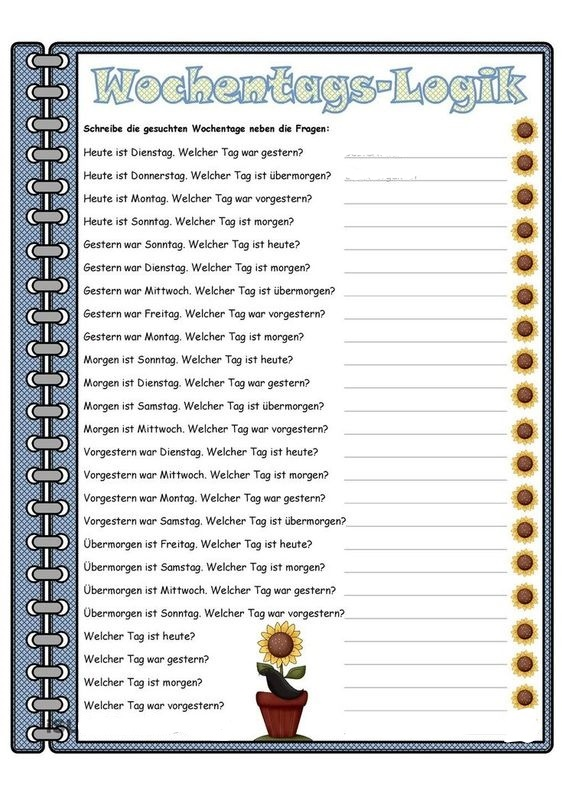 Wochentags-Logik
Schreibe die gesuchten Wochentage neben die Fragen:
Heute ist Dienstag. Welcher Tag war gestern?
Heute ist Donnerstag. Welcher Tag ist übermorgen?
Heute ist Montag. Welcher Tag war vorgestern?
Heute ist Sonntag. Welcher Tag ist morgen?
Gestern war Sonntag. Welcher Tag ist heute?
Gestern war Dienstag. Welcher Tag ist morgen?
Gestern war Mittwoch. Welcher Tag ist übermorgen?
Gestern war Freitag. Welcher Tag war vorgestern?
Gestern war Montag. Welcher Tag ist morgen?
Morgen ist Sonntag. Welcher Tag ist heute?
Morgen ist Dienstag. Welcher Tag war gestern?
Morgen ist Samstag. Welcher Tag ist übermorgen?
Morgen ist Mittwoch. Welcher Tag war vorgestern?
Vorgestern war Dienstag. Welcher Tag ist heute?
Vorgestern war Mittwoch. Welcher Tag ist morgen?
Vorgestern war Montag. Welcher Tag war gestern?
Vorgestern war Samstag. Welcher Tag ist übermorgen?
Übermorgen ist Freitag. Welcher Tag ist heute?
Übermorgen ist Samstag. Welcher Tag ist morgen?
Übermorgen ist Mittwoch. Welcher Tag war gestern?
Übermorgen ist Sonntag. Welcher Tag war vorgestern?
Welcher Tag ist heute?
Welcher Tag war gestern?
Welcher Tag ist morgen?
Welcher Tag war vorgestern?